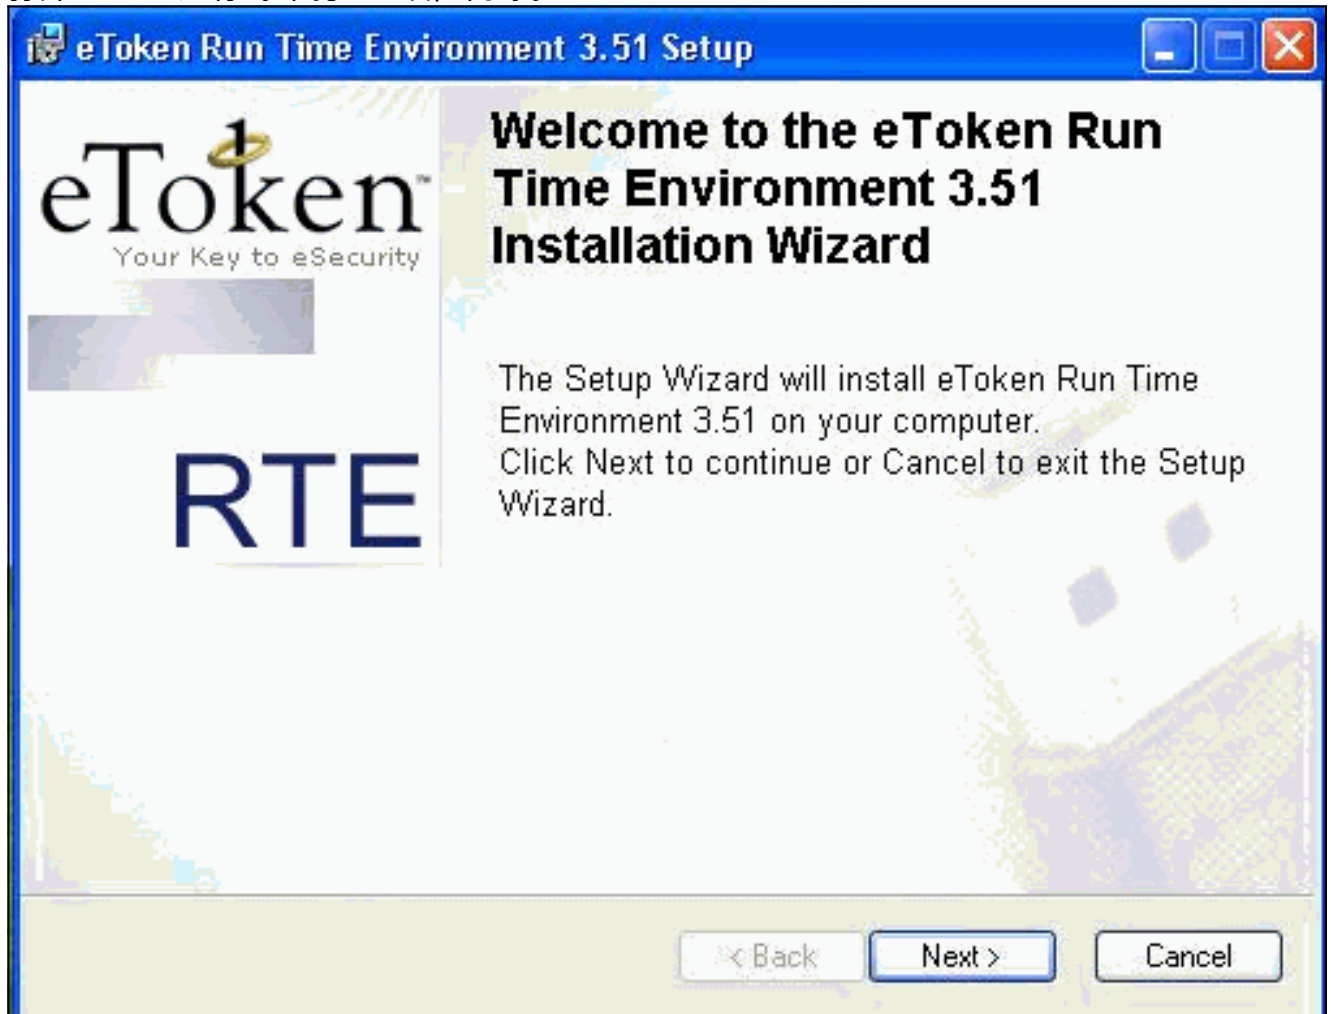 eToken Run Time Environment 3.51 Setup
eToken™
Your Key to eSecurity
RTE
Welcome to the eToken Run
Time Environment 3.51
Installation Wizard
The Setup Wizard will install eToken Run Time
Environment 3.51 on your computer.
Click Next to continue or Cancel to exit the Setup
Wizard.
< Back
Next >
Cancel